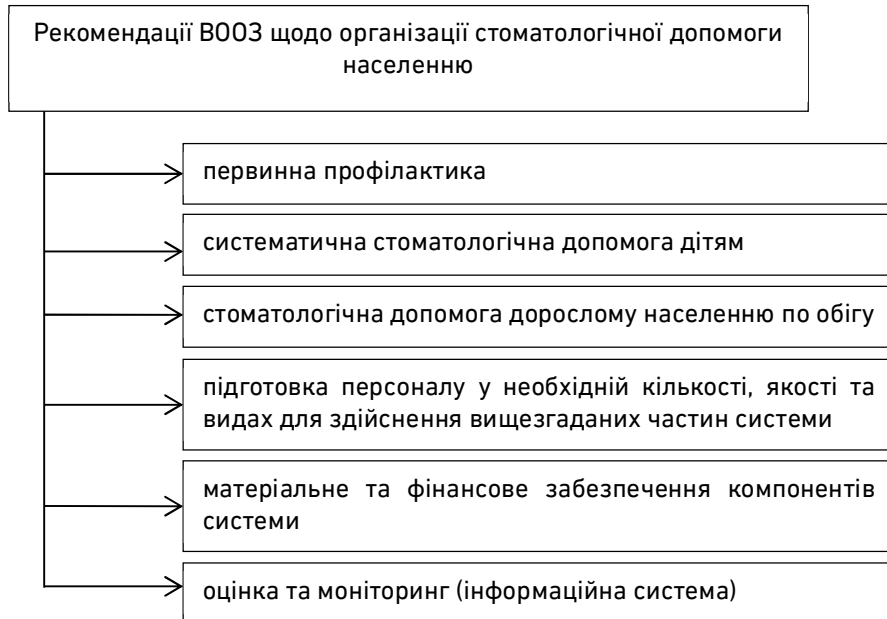 Рекомендації ВООЗ щодо організації стоматологічної допомоги
населенню
первинна профілактика
систематична стоматологічна допомога дітям
стоматологічна допомога дорослому населенню по обігу
підготовка персоналу у необхідній кількості, якості та
видах для здійснення вищезгаданих частин системи
матеріальне та фінансове забезпечення компонентів
системи
оцінка та моніторинг (інформаційна система)